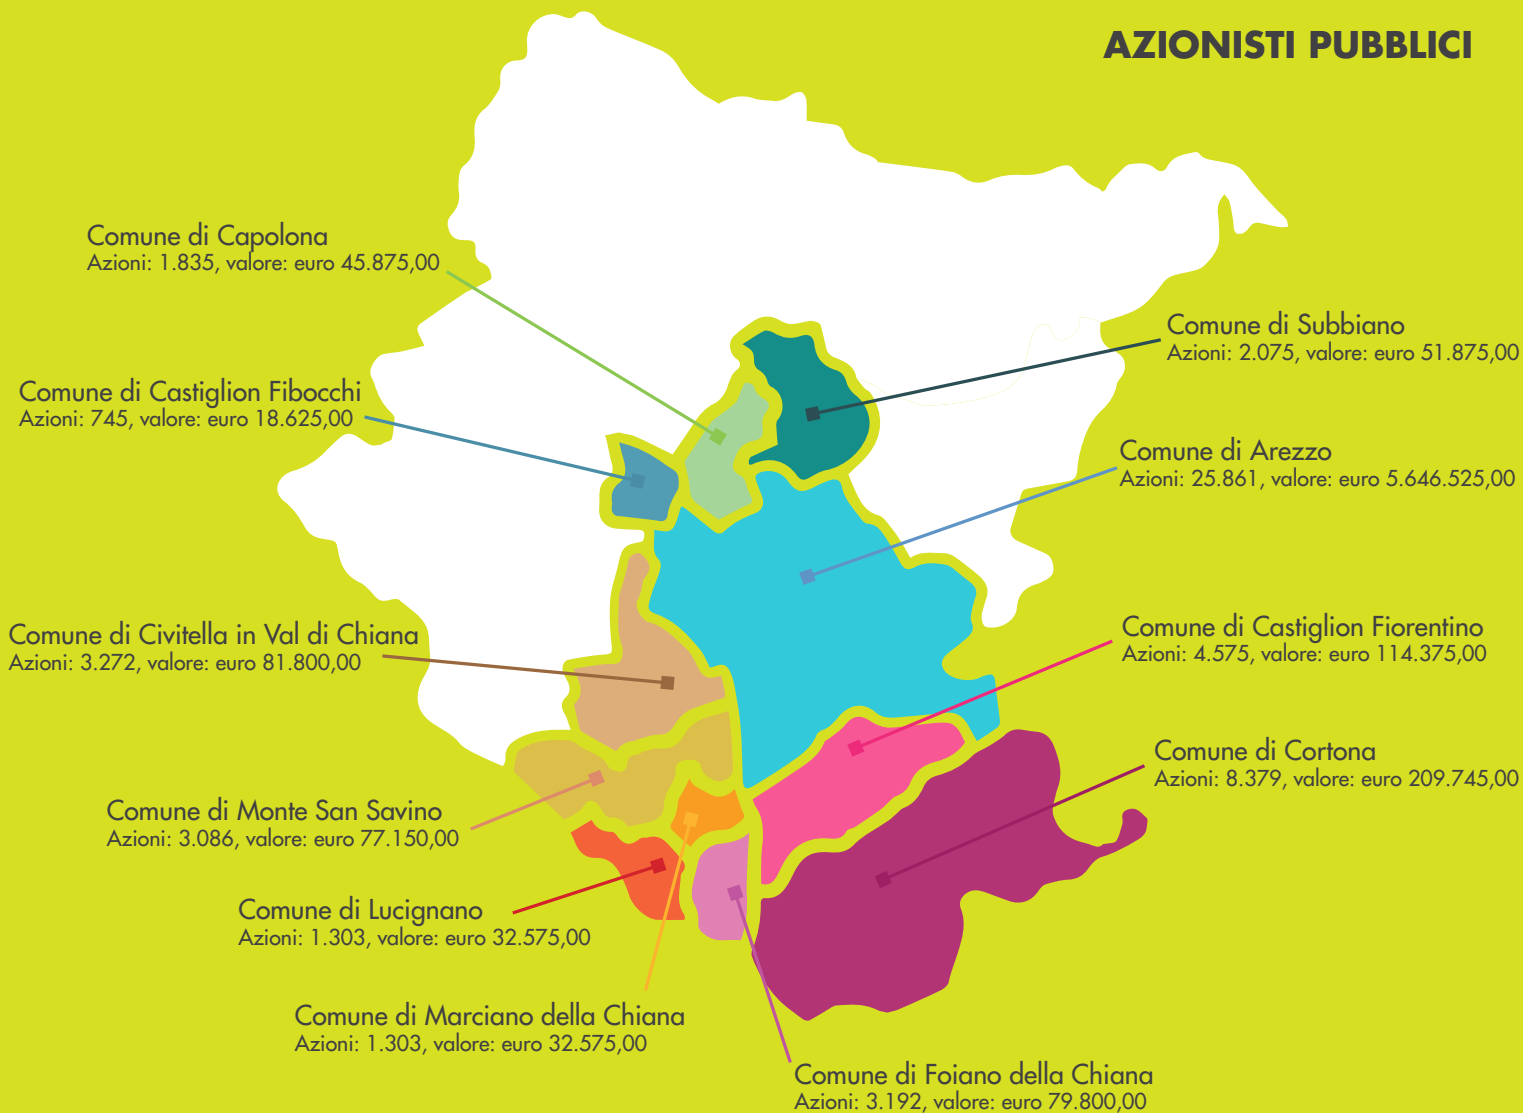 AZIONISTI PUBBLICI
Comune di Capolona
Azioni: 1.835, valore: euro 45.875,00
Comune di Subbiano
Azioni: 2.075, valore: euro 51.875,00
Comune di Castiglion Fibocchi
Azioni: 745, valore: euro 18.625,00
Comune di Arezzo
Azioni: 25.861, valore: euro 5.646.525,00
Comune di Civitella in Val di Chiana
Azioni: 3.272, valore: euro 81.800,00
Comune di Castiglion Fiorentino
Azioni: 4.575, valore: euro 114.375,00
Comune di Cortona
Azioni: 8.379, valore: euro 209.745,00
Comune di Monte San Savino
Azioni: 3.086, valore: euro 77.150,00
Comune di Lucignano
Azioni: 1.303, valore: euro 32.575,00
Comune di Marciano della Chiana
Azioni: 1.303, valore: euro 32.575,00
Comune di Foiano della Chiana
Azioni: 3.192, valore: euro 79.800,00